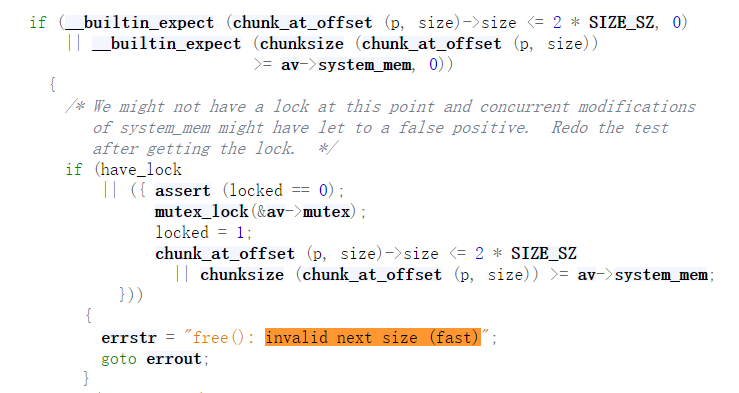 if (__builtin_expect (chunk_at_offset (p, size)->size <= 2 * SIZE_SZ, 0)
|| __builtin_expect (chunksize (chunk_at_offset (p, size))
>= av->system_mem, 0))
{
/* We might not have a lock at this point and concurrent modifications
of system_mem might have let to a false positive.  Redo the test
after getting the lock.  */
if (have_lock
|| ({ assert (locked == 0);
mutex_lock(&av->mutex);
locked = 1;
chunk_at_offset (p, size)->size <= 2 * SIZE_SZ
|| chunksize (chunk_at_offset (p, size)) >= av->system_mem;
}))
{
errstr = "free(): invalid next size (fast)";
goto errout;
}